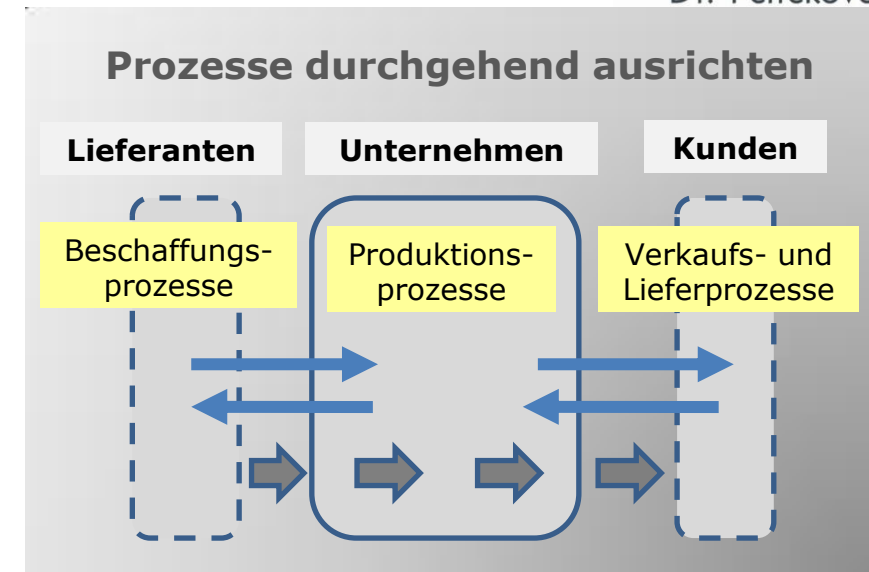 Prozesse durchgehend ausrichten
Lieferanten
Unternehmen
Kunden
Beschaffungs-
prozesse
Produktions-
prozesse
Verkaufs- und
Lieferprozesse